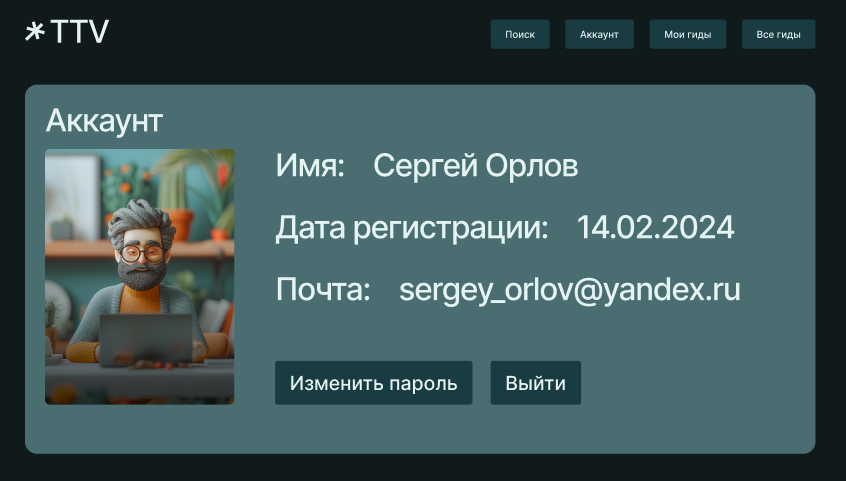 TTV
Поиск Аккаунт Мои гиды Все гиды
Аккаунт
Имя: Сергей Орлов
Дата регистрации: 14.02.2024
Почта: sergey_orlov@yandex.ru
Изменить пароль Выйти